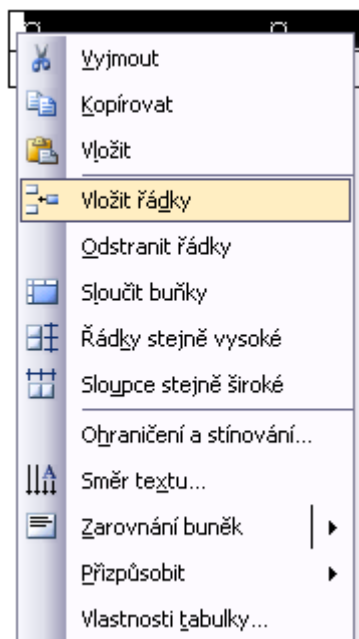 Vyjmout
Kopírovat
Vložit
Vložit řádky
Odstranit řádky
Sloučit buňky
Řádky stejně vysoké
Sloupce stejně široké
Ohraničení a stínování...
Směr textu...
Zarovnání buněk
Přizpůsobit
Vlastnosti tabulky...